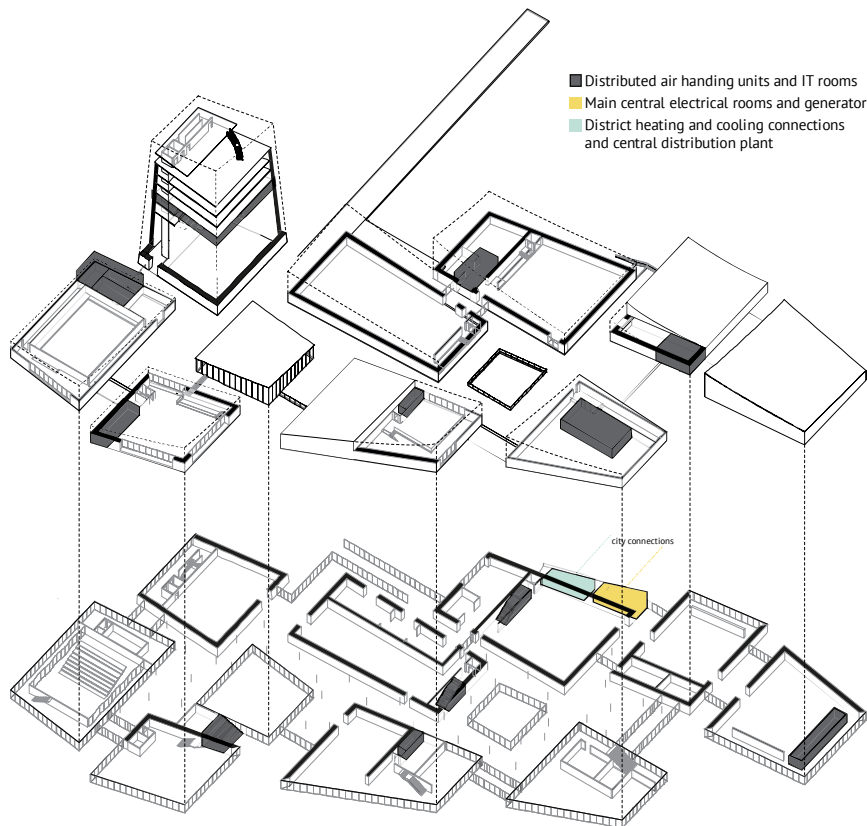 Distributed air handing units and IT rooms
Main central electrical rooms and generator
District heating and cooling connections
and central distribution plant
city connections